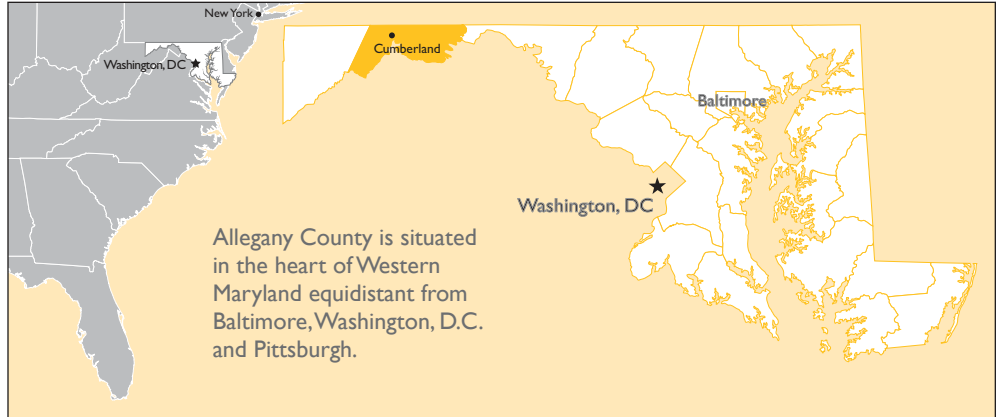 New York
Washington, DC
Cumberland
Baltimore
Washington, DC
Allegany County is situated
in the heart of Western
Maryland equidistant from
Baltimore, Washington, D.C.
and Pittsburgh.